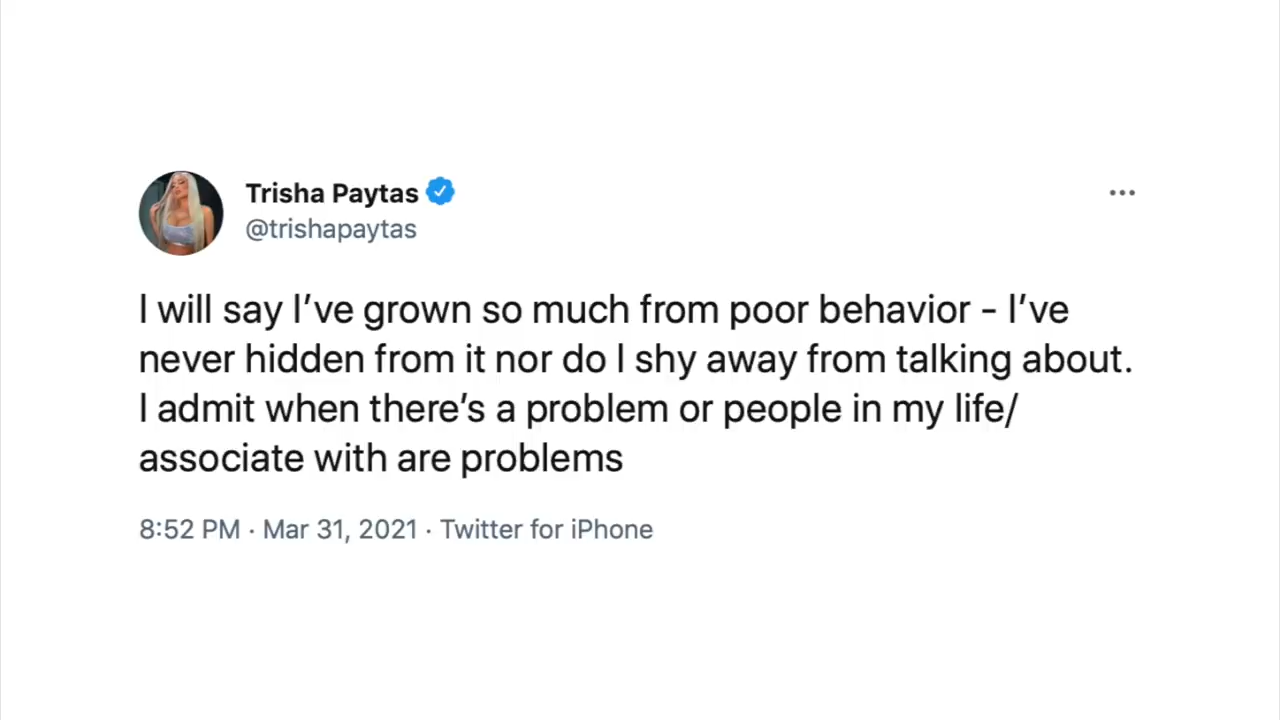 Trisha Paytas
@trishapaytas
I will say I’ve grown so much from poor behavior - I’ve
never hidden from it nor do I shy away from talking about.
I admit when there’s a problem or people in my life/
associate with are problems
8:52 PM · Mar 31, 2021 · Twitter for iPhone